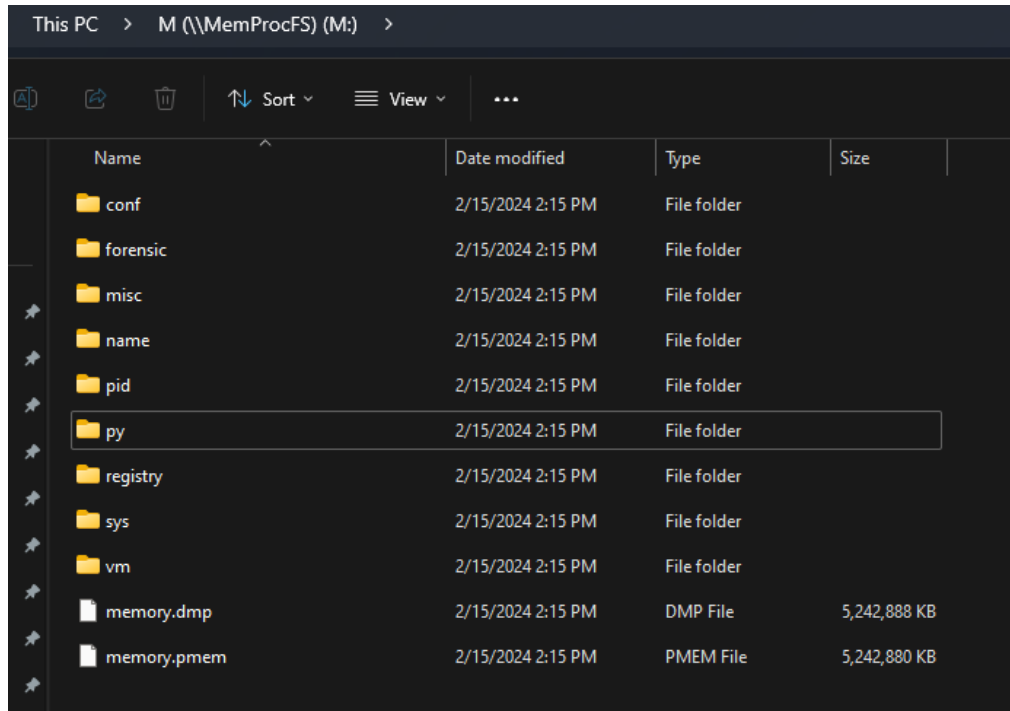 This PC > M (\\MemProcFS) (M:) >
Sort View ...
Name Date modified Type Size
conf 2/15/2024 2:15 PM File folder
forensic 2/15/2024 2:15 PM File folder
misc 2/15/2024 2:15 PM File folder
name 2/15/2024 2:15 PM File folder
pid 2/15/2024 2:15 PM File folder
py 2/15/2024 2:15 PM File folder
registry 2/15/2024 2:15 PM File folder
sys 2/15/2024 2:15 PM File folder
vm 2/15/2024 2:15 PM File folder
memory.dmp 2/15/2024 2:15 PM DMP File 5,242,888 KB
memory.pmem 2/15/2024 2:15 PM PMEM File 5,242,880 KB